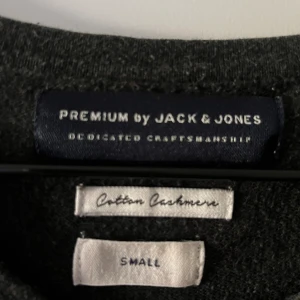 PREMIUM by JACK & JONES
DEDICATED CRAFTSMANSHIP
Cotton Cashmere
SMALL